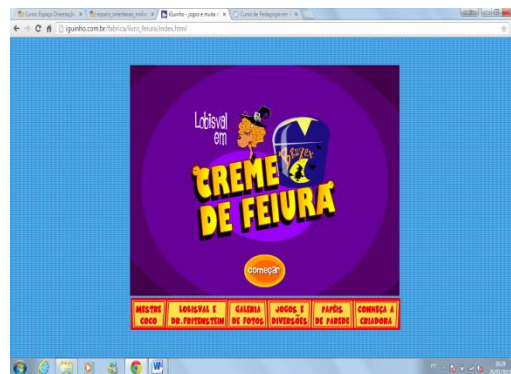 iguinho.com.br/fabrica/livro_feiura/index.html
Lobisval
em
CREME
DE FEIURA
começar
MESTRE
COCO
LOBISVAL E
DR. FRITENSTEIN
GALERIA
DE FOTOS
JOGOS E
DIVERSÕES
PAPÉIS
DE PAREDE
CONHEÇA A
CRIADORA